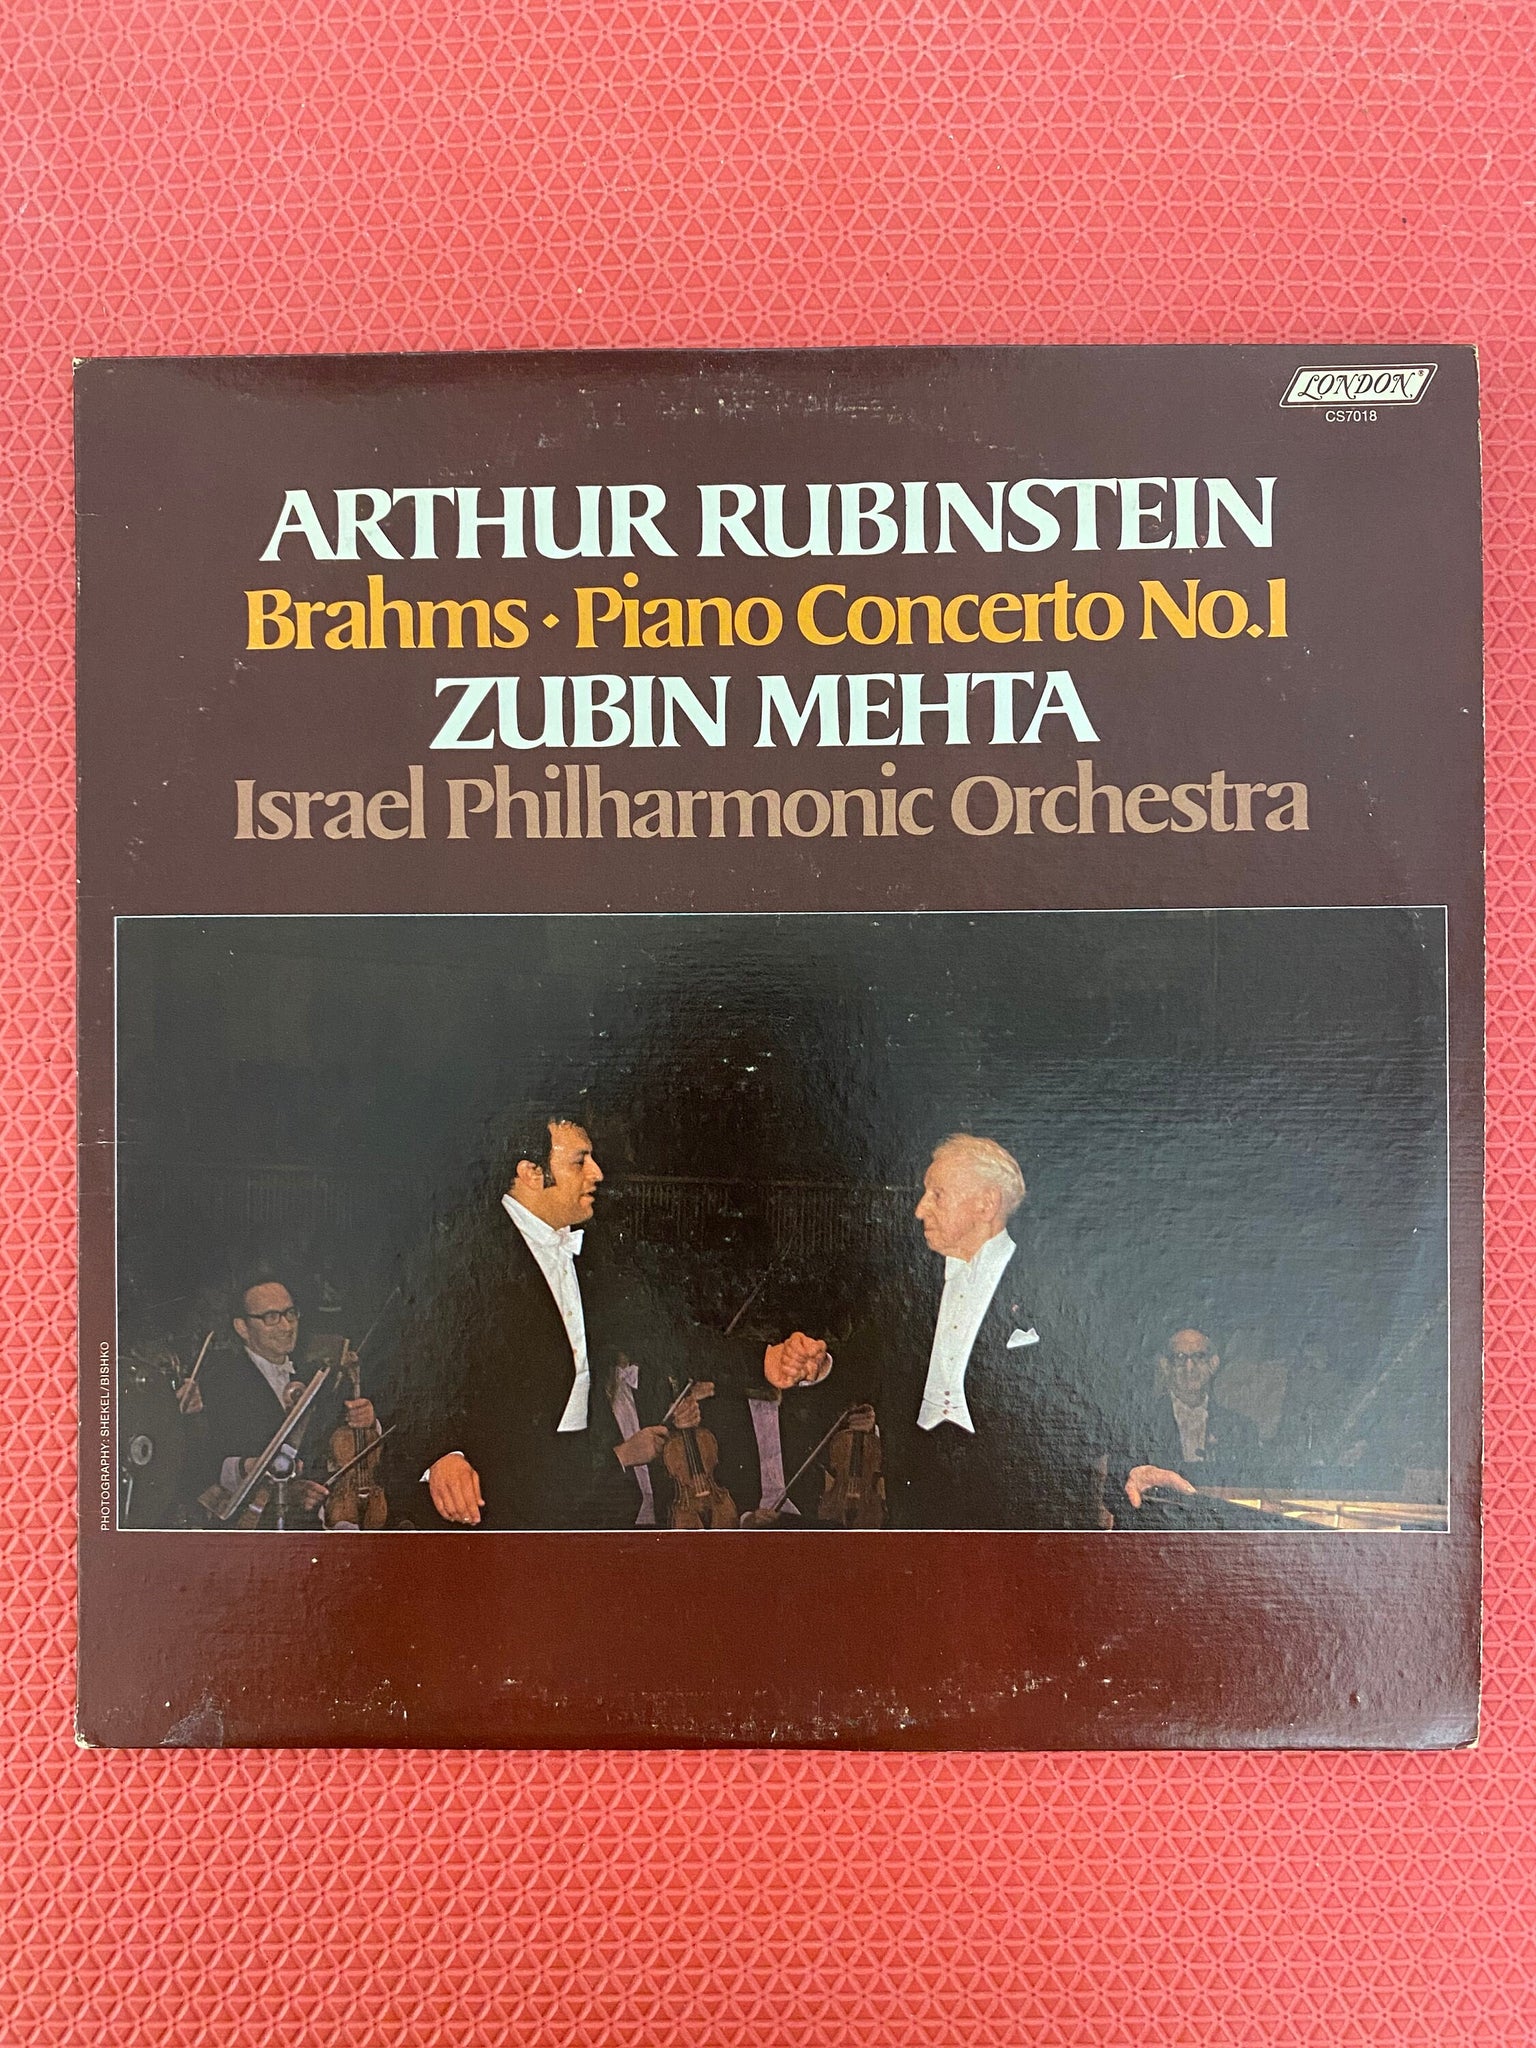 LONDON®
CS7018
ARTHUR RUBINSTEIN
Brahms · Piano Concerto No.1
ZUBIN MEHTA
Israel Philharmonic Orchestra
PHOTOGRAPHY: SHEKEL/BISHKO